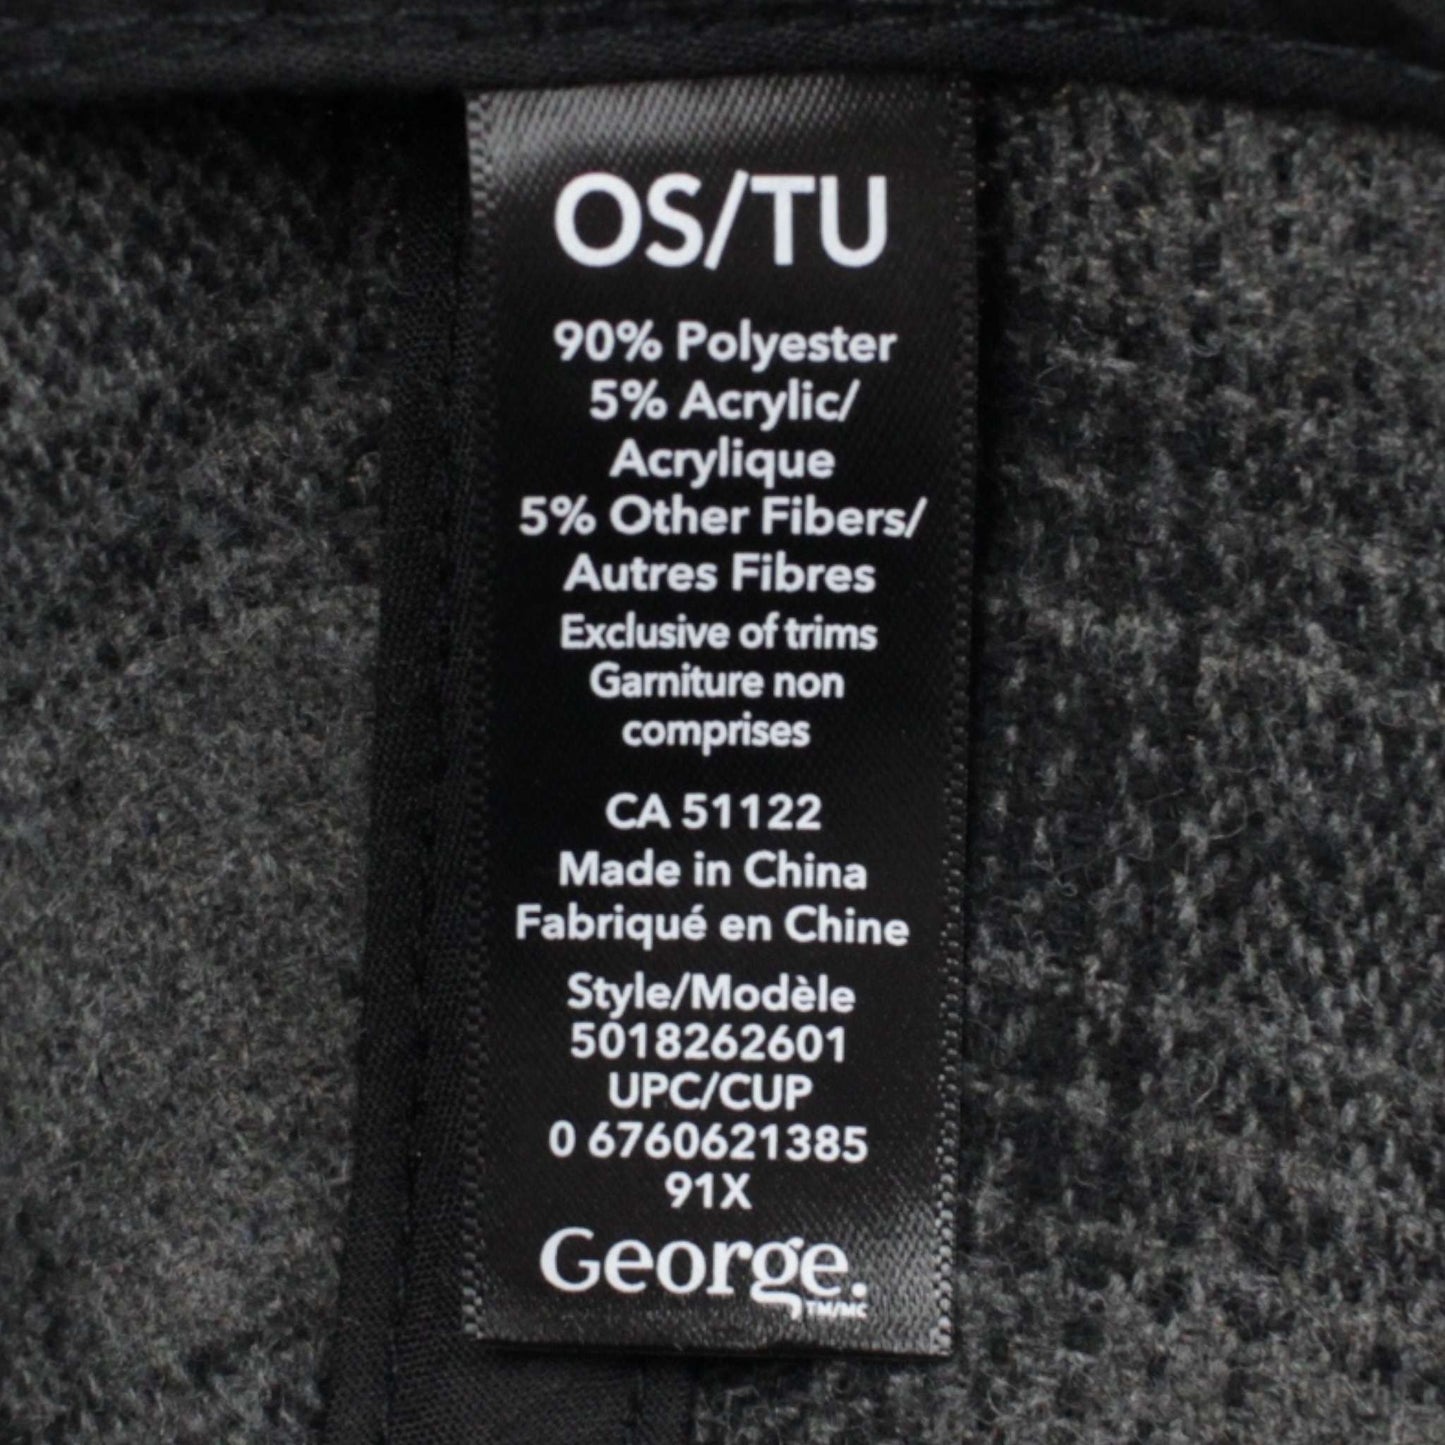 OS/TU
90% Polyester
5% Acrylic/
Acrylique
5% Other Fibers/
Autres Fibres
Exclusive of trims
Garniture non
comprises
CA 51122
Made in China
Fabriqué en Chine
Style/Modèle
5018262601
UPC/CUP
0 6760621385
91X
George.
TM/MC